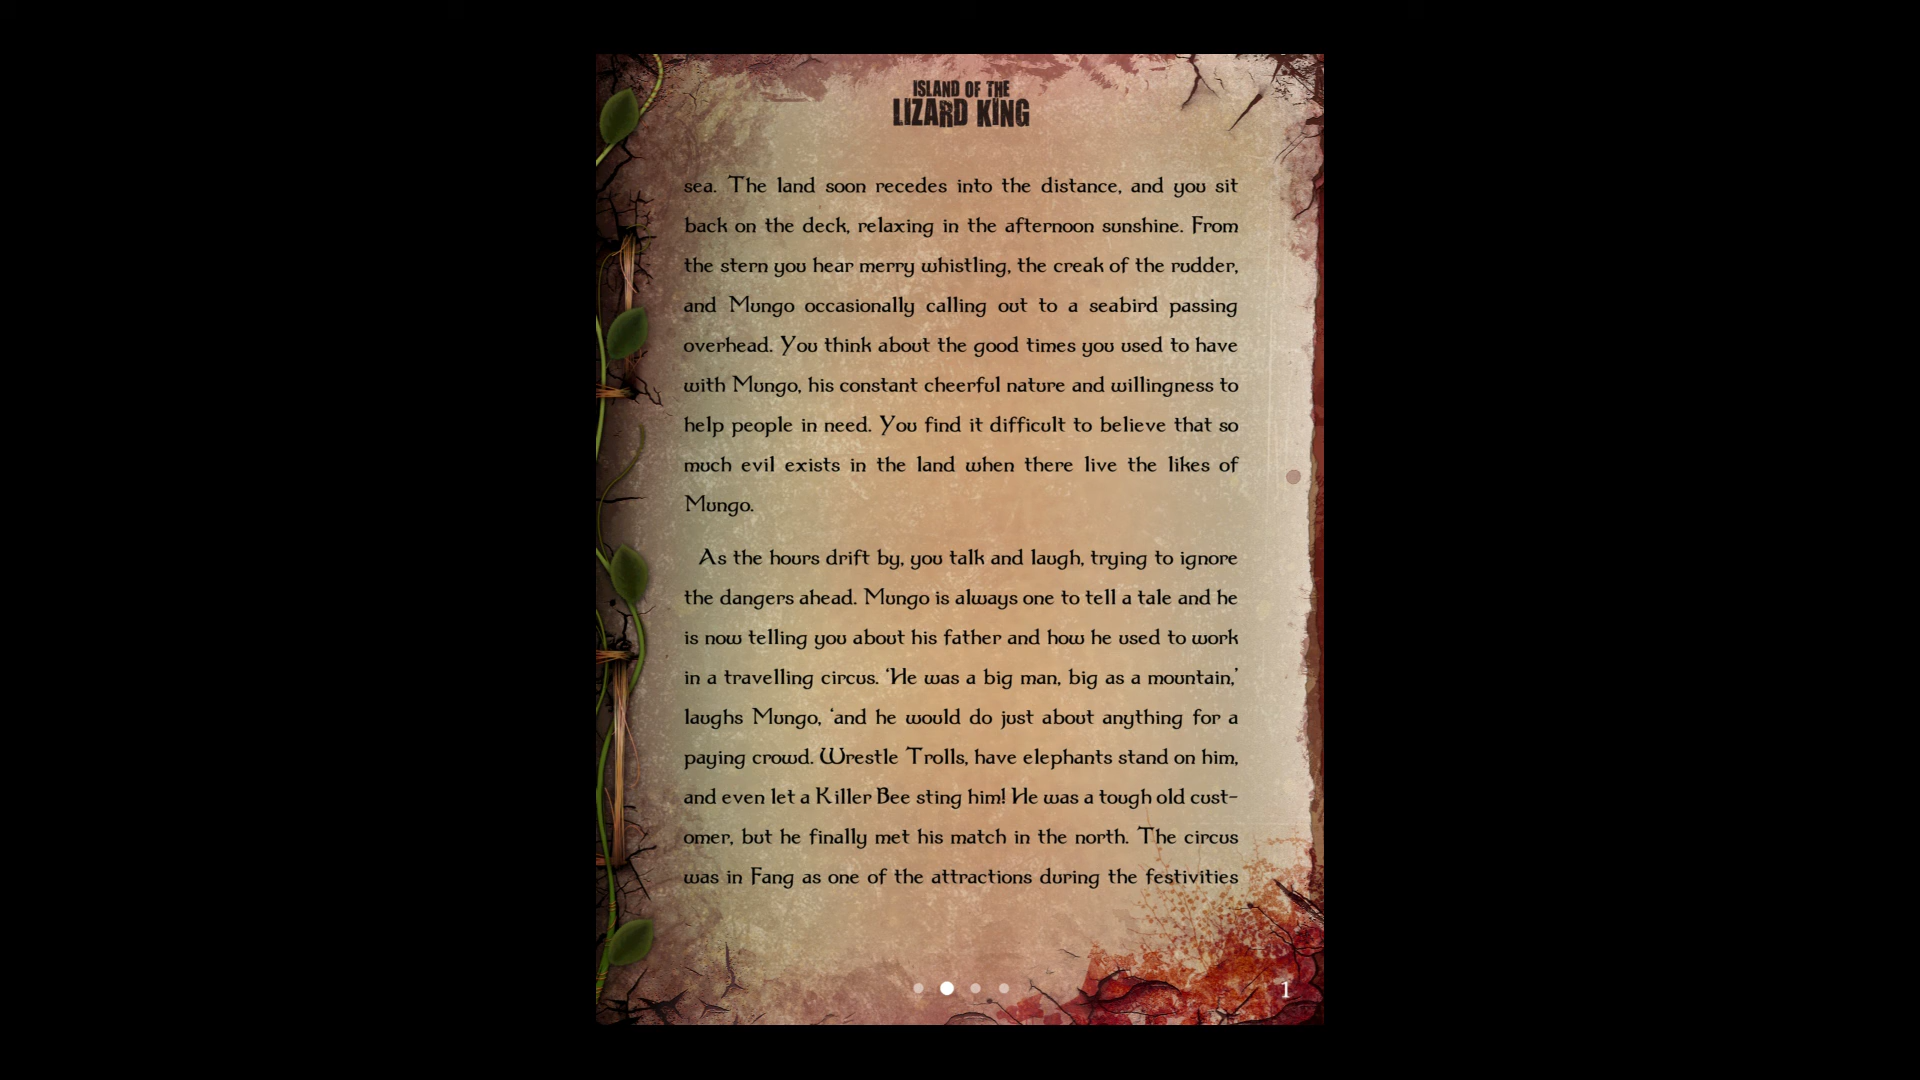 ISLAND OF THE
LIZARD KING
sea. The land soon recedes into the distance, and you sit
back on the deck, relaxing in the afternoon sunshine. From
the stern you hear merry whistling, the creak of the rudder,
and Mungo occasionally calling out to a seabird passing
overhead. You think about the good times you used to have
with Mungo, his constant cheerful nature and willingness to
help people in need. You find it difficult to believe that so
much evil exists in the land when there live the likes of
Mungo.
As the hours drift by, you talk and laugh, trying to ignore
the dangers ahead. Mungo is always one to tell a tale and he
is now telling you about his father and how he used to work
in a travelling circus. ‘He was a big man, big as a mountain,’
laughs Mungo, ‘and he would do just about anything for a
paying crowd. Wrestle Trolls, have elephants stand on him,
and even let a Killer Bee sting him! He was a tough old cust-
omer, but he finally met his match in the north. The circus
was in Fang as one of the attractions during the festivities
1